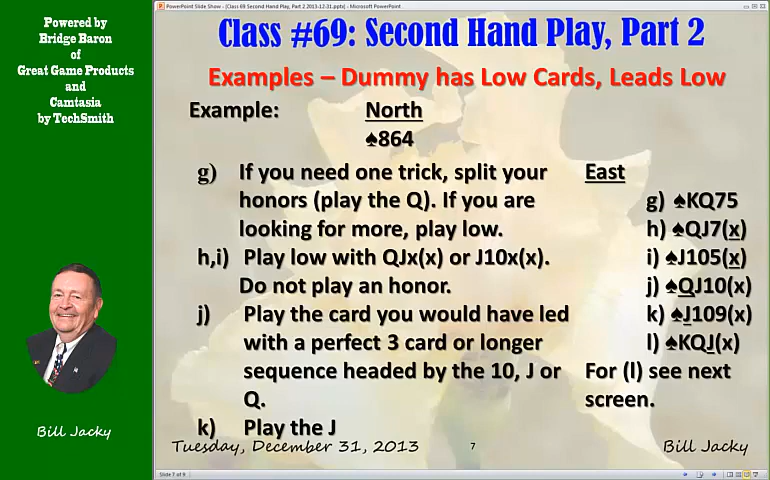 Powered by
Bridge Baron
of
Great Game Products
and
Camtasia
by TechSmith
Bill Jacky
PowerPoint Slide Show - [Class 69 Second Hand Play, Part 2 2013-12-31.pptx] - Microsoft PowerPoint
Class #69: Second Hand Play, Part 2
Examples – Dummy has Low Cards, Leads Low
Example: North
♠864
g) If you need one trick, split your
honors (play the Q). If you are
looking for more, play low.
h,i) Play low with QJx(x) or J10x(x).
Do not play an honor.
j) Play the card you would have led
with a perfect 3 card or longer
sequence headed by the 10, J or
Q.
k) Play the J
East
g) ♠KQ75
h) ♠QJ7(x)
i) ♠J105(x)
j) ♠QJ10(x)
k) ♠J109(x)
l) ♠KQJ(x)
For (l) see next
screen.
Tuesday, December 31, 2013 7 Bill Jacky
Slide 7 of 9